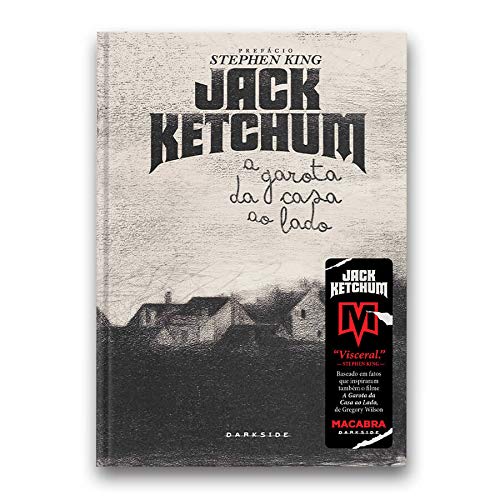 PREFÁCIO
STEPHEN KING
JACK
KETCHUM
a garota
da casa
ao lado
JACK
KETCHUM
“Visceral.”
— STEPHEN KING —
Baseado em fatos
que inspiraram
também o filme
A Garota da
Casa ao Lado,
de Gregory Wilson
MACABRA
DARKSIDE
DARKSIDE